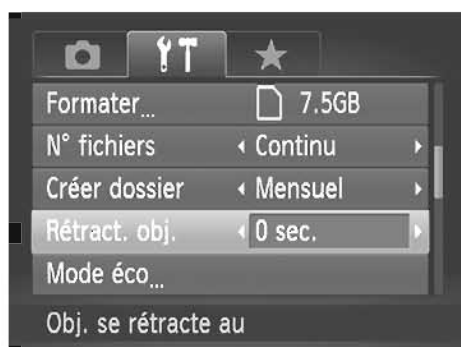 Formater... 7.5GB
N° fichiers Continu
Créer dossier Mensuel
Rétract. obj. 0 sec.
Mode éco...
Obj. se rétracte au